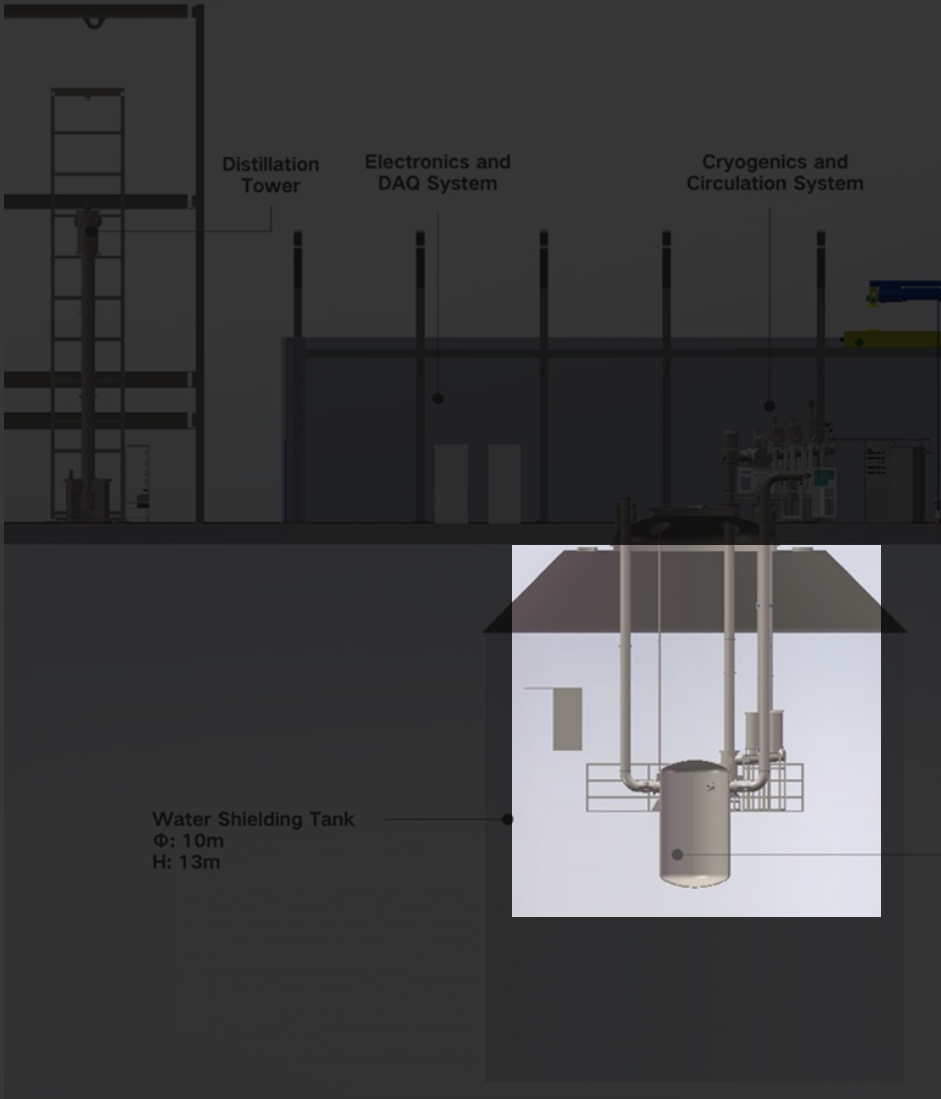 Distillation
Tower
Electronics and
DAQ System
Cryogenics and
Circulation System
Water Shielding Tank
Φ: 10m
H: 13m